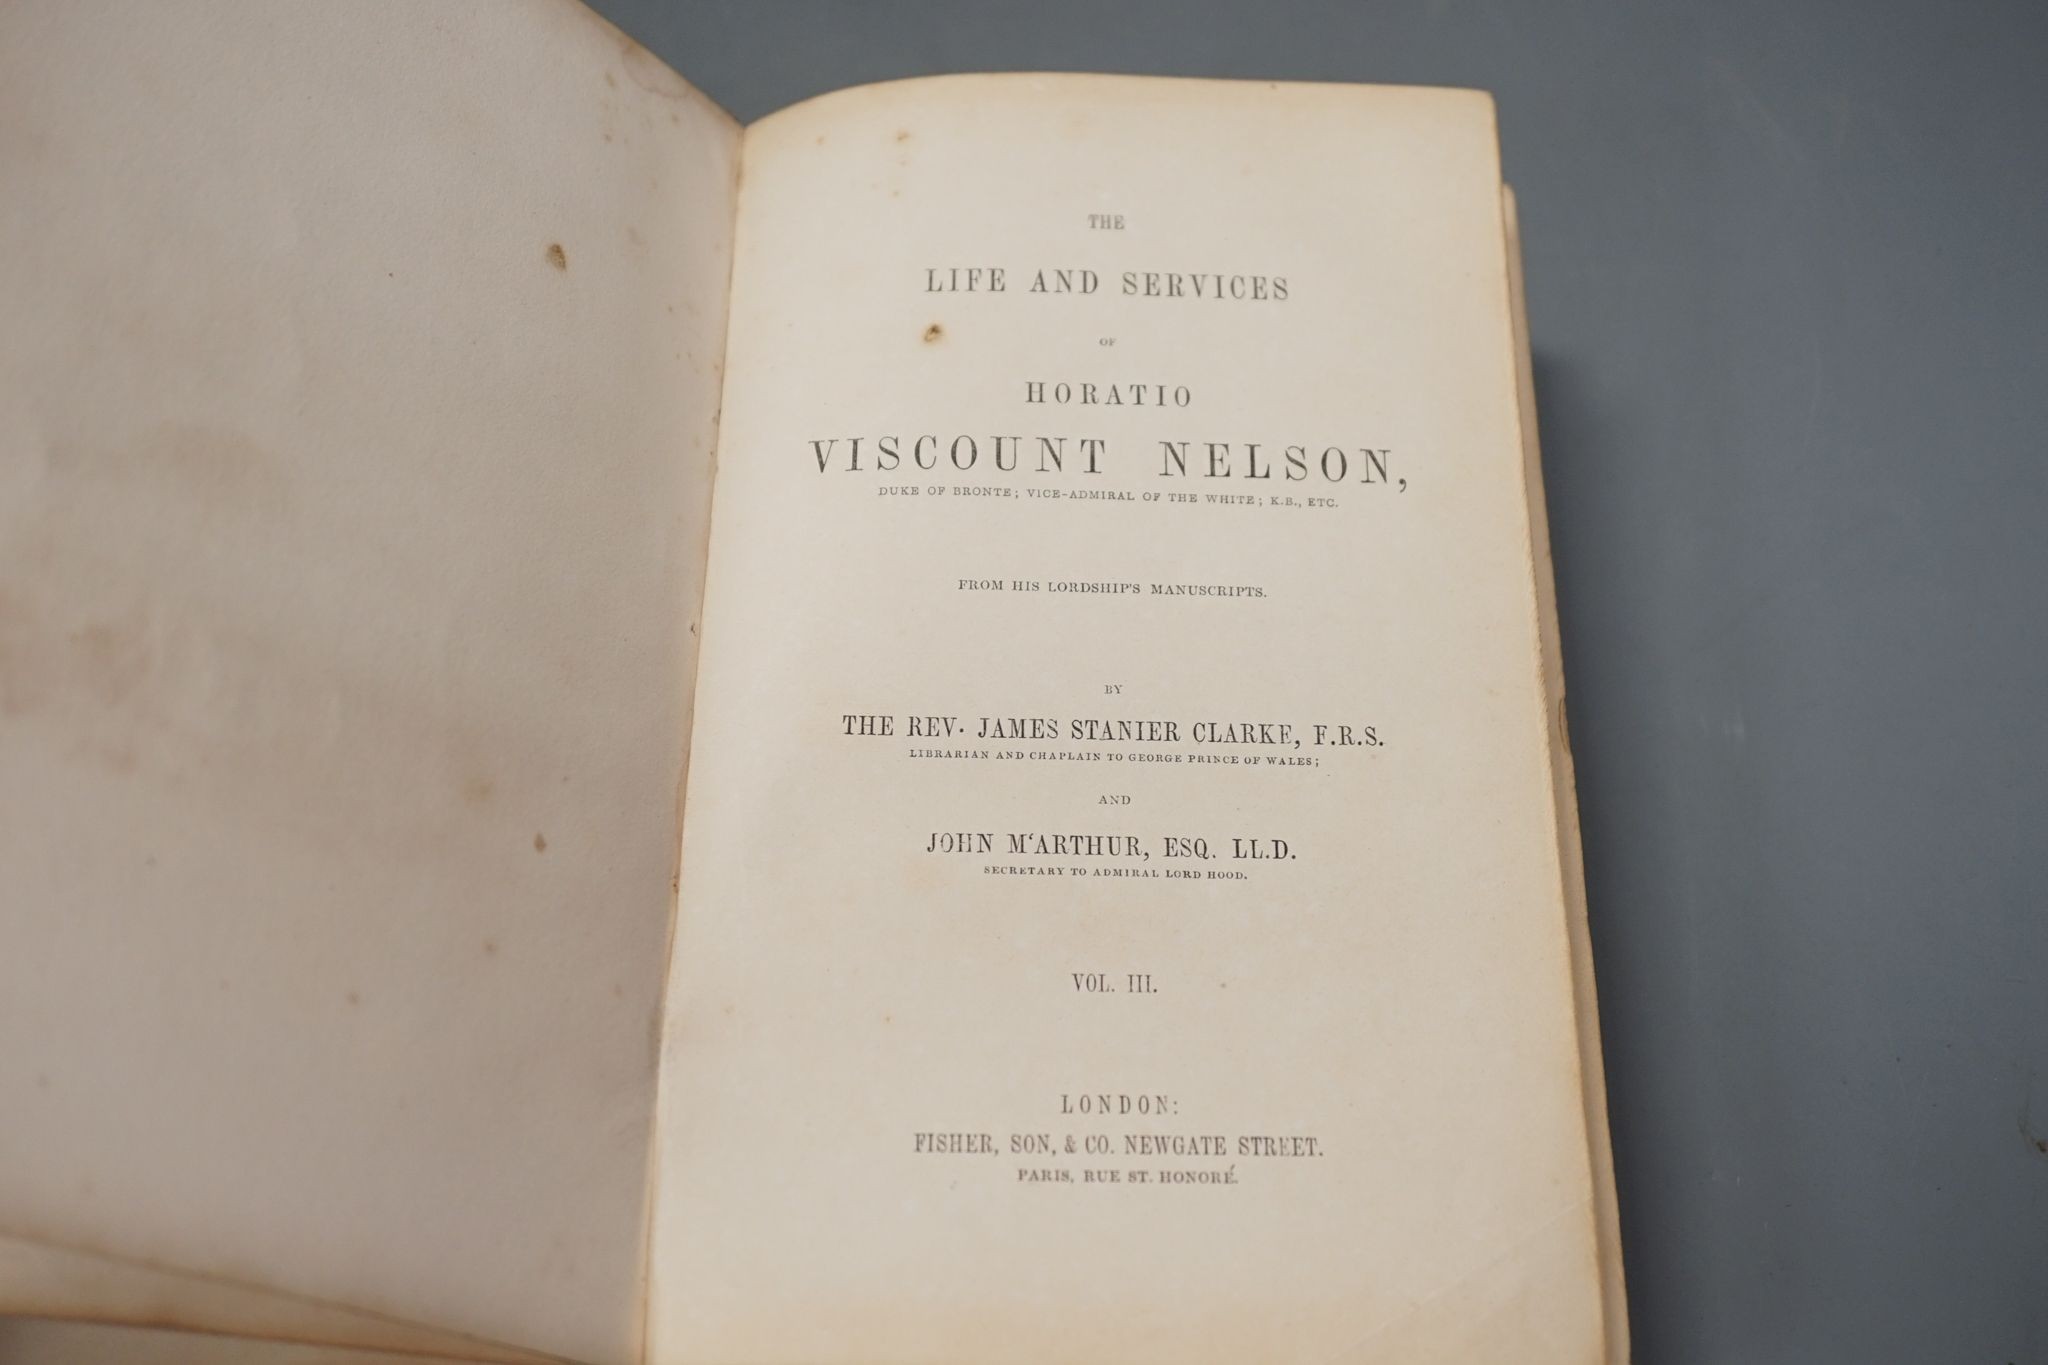 THE
LIFE AND SERVICES
OF
HORATIO
VISCOUNT NELSON,
DUKE OF BRONTE; VICE-ADMIRAL OF THE WHITE; K.B., ETC.
FROM HIS LORDSHIP'S MANUSCRIPTS.
BY
THE REV. JAMES STANIER CLARKE, F.R.S.
LIBRARIAN AND CHAPLAIN TO GEORGE PRINCE OF WALES;
AND
JOHN M‘ARTHUR, ESQ. LL.D.
SECRETARY TO ADMIRAL LORD HOOD.
VOL. III.
LONDON:
FISHER, SON, & CO. NEWGATE STREET.
PARIS, RUE ST. HONORÉ.